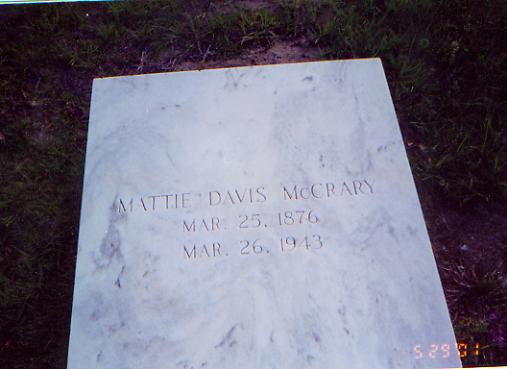 MATTIE DAVIS McCRARY
MAR. 25, 1876
MAR. 26, 1943
5 29 '01